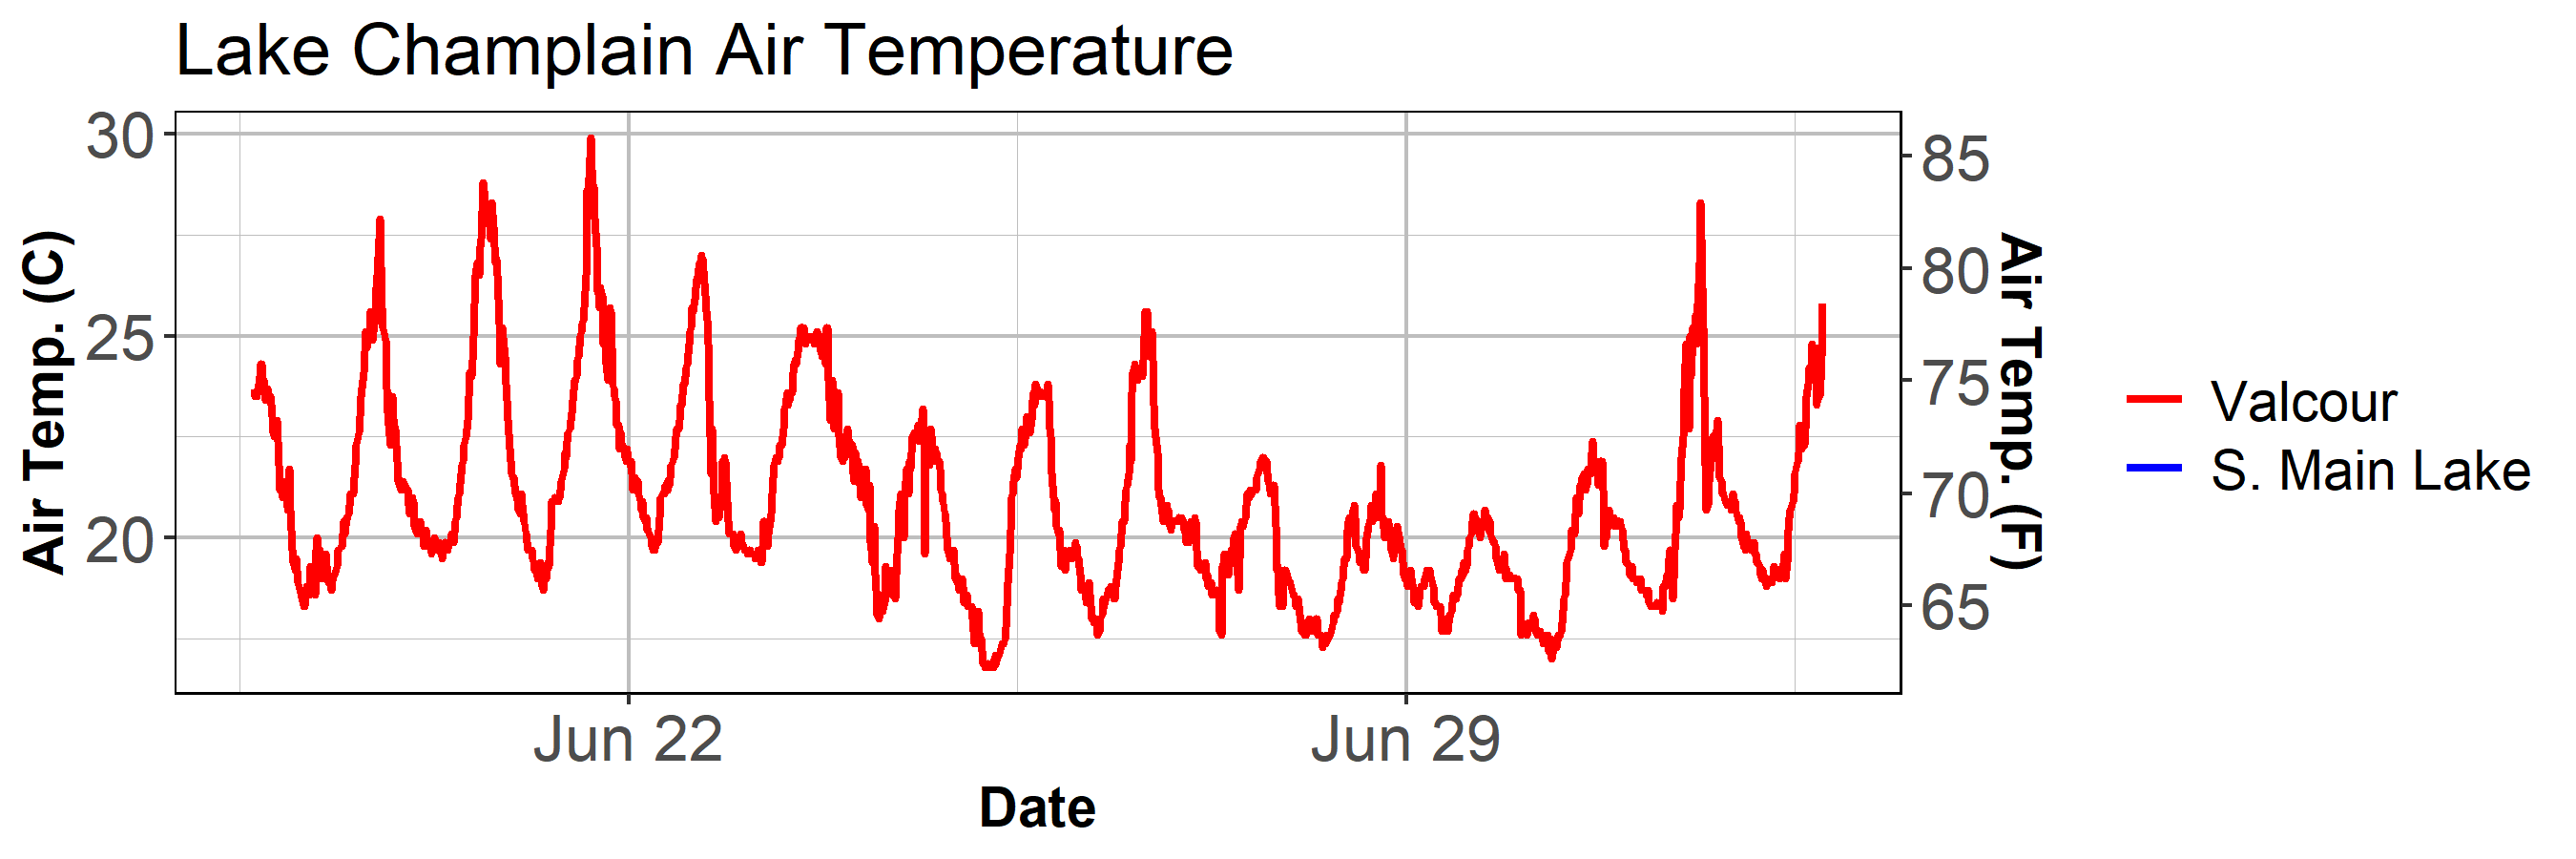 Lake Champlain Air Temperature
30
25
20
Air Temp. (C)
85
80
75
70
65
Air Temp. (F)
Jun 22
Jun 29
Date
Valcour
S. Main Lake